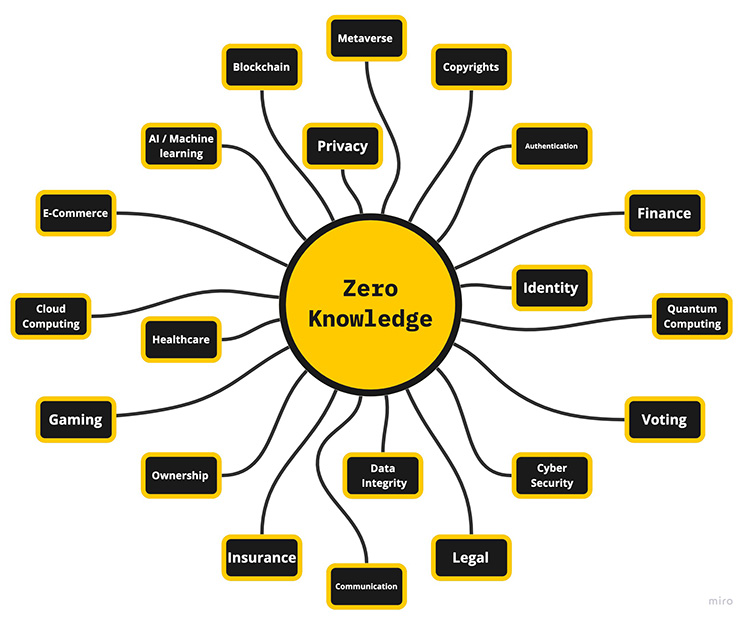 Metaverse
Blockchain
Copyrights
AI / Machine
learning
Privacy
Authentication
E-Commerce
Finance
Zero
Knowledge
Identity
Cloud
Computing
Quantum
Computing
Healthcare
Gaming
Voting
Ownership
Data
Integrity
Cyber
Security
Insurance
Legal
Communication
miro